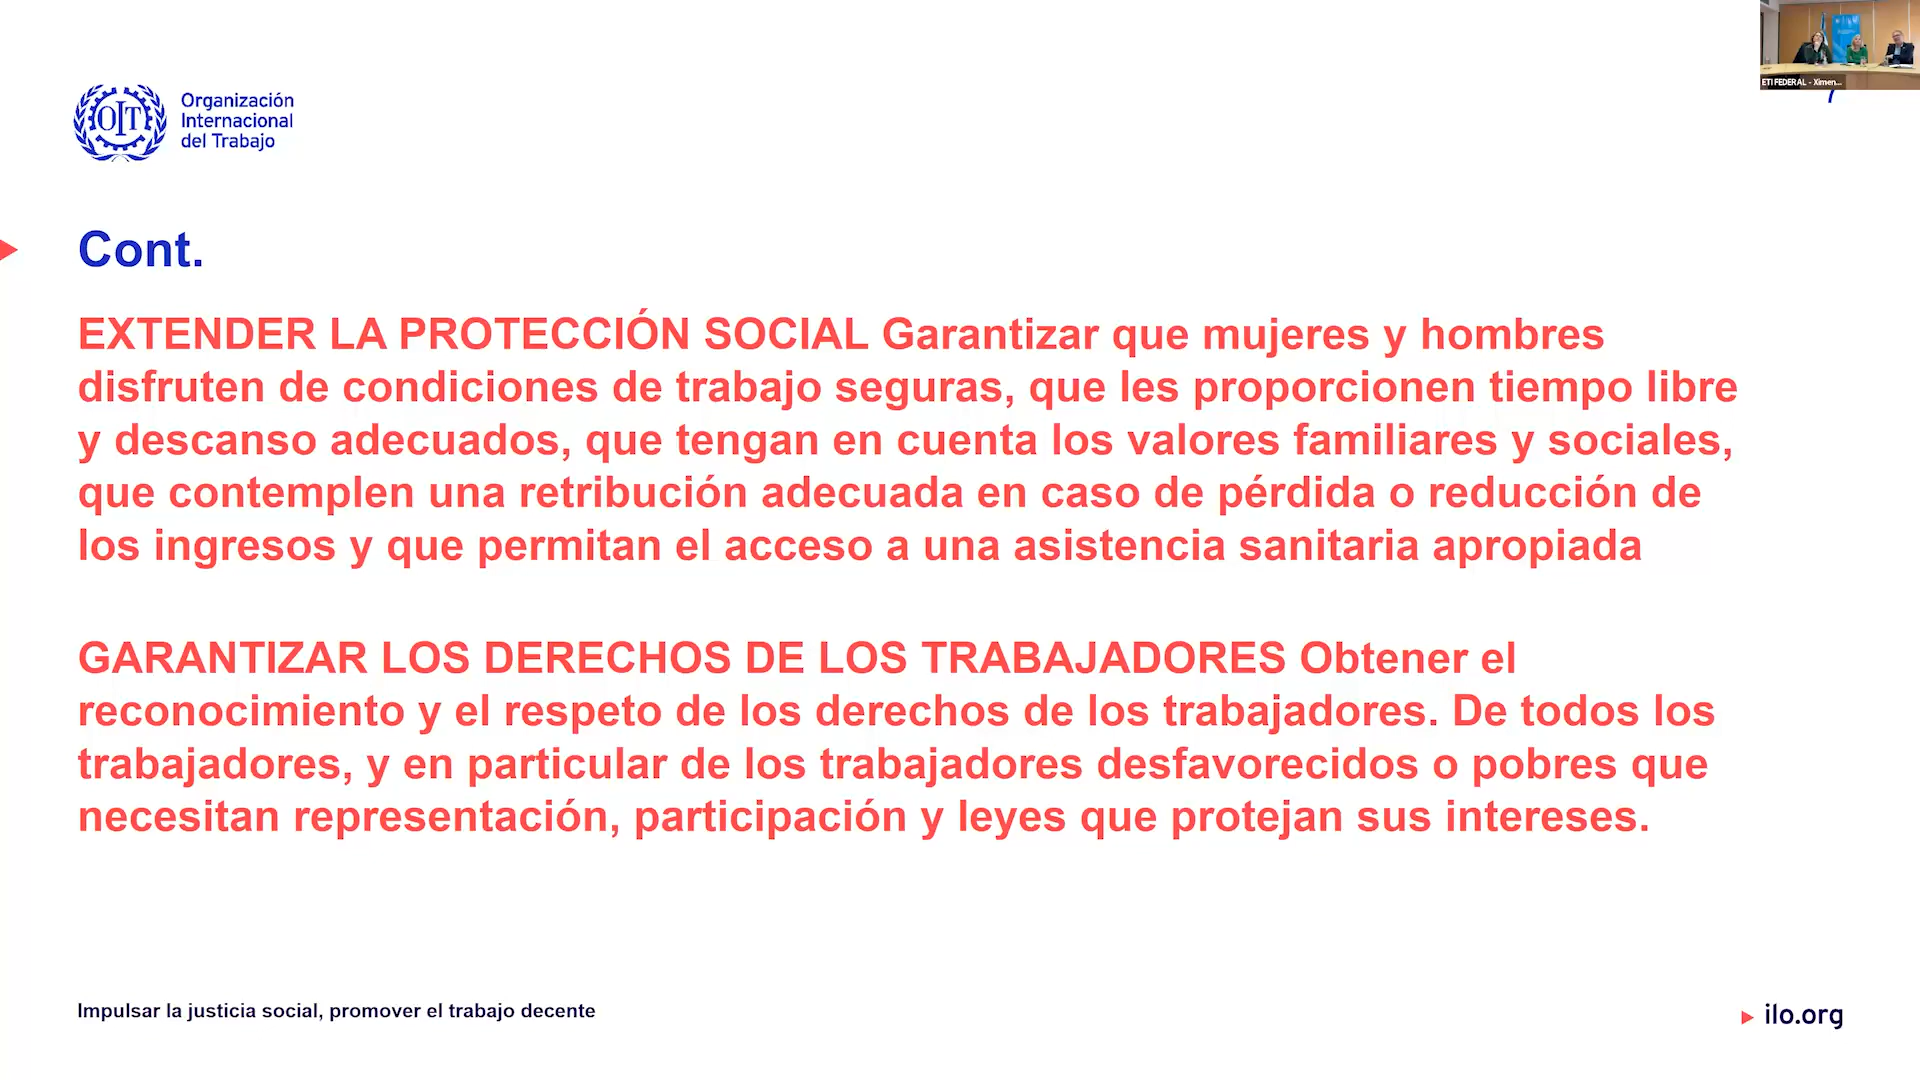 ETI FEDERAL - Ximen...
7
OIT
Organización
Internacional
del Trabajo
Cont.
EXTENDER LA PROTECCIÓN SOCIAL Garantizar que mujeres y hombres
disfruten de condiciones de trabajo seguras, que les proporcionen tiempo libre
y descanso adecuados, que tengan en cuenta los valores familiares y sociales,
que contemplen una retribución adecuada en caso de pérdida o reducción de
los ingresos y que permitan el acceso a una asistencia sanitaria apropiada
GARANTIZAR LOS DERECHOS DE LOS TRABAJADORES Obtener el
reconocimiento y el respeto de los derechos de los trabajadores. De todos los
trabajadores, y en particular de los trabajadores desfavorecidos o pobres que
necesitan representación, participación y leyes que protejan sus intereses.
Impulsar la justicia social, promover el trabajo decente
ilo.org